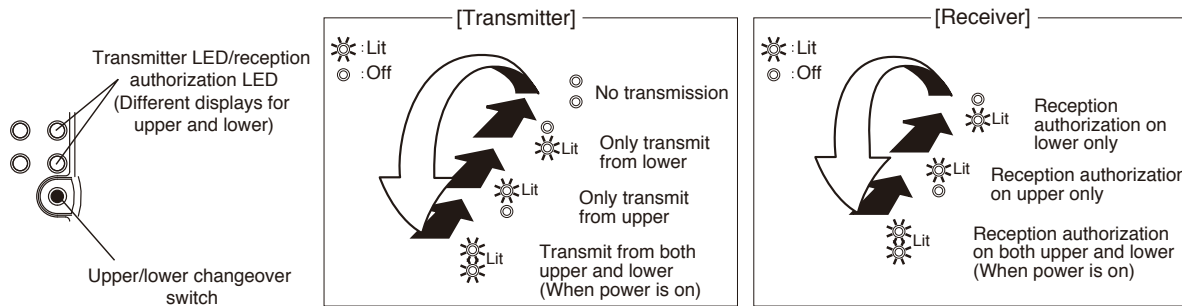 Transmitter LED/reception
authorization LED
(Different displays for
upper and lower)
Upper/lower changeover
switch
[Transmitter]
:Lit
:Off
No transmission
Lit
Only transmit
from lower
Lit
Only transmit
from upper
Lit
Transmit from both
upper and lower
(When power is on)
[Receiver]
:Lit
:Off
Lit
Reception
authorization on
lower only
Lit
Reception authorization
on upper only
Lit
Reception authorization
on both upper and lower
(When power is on)